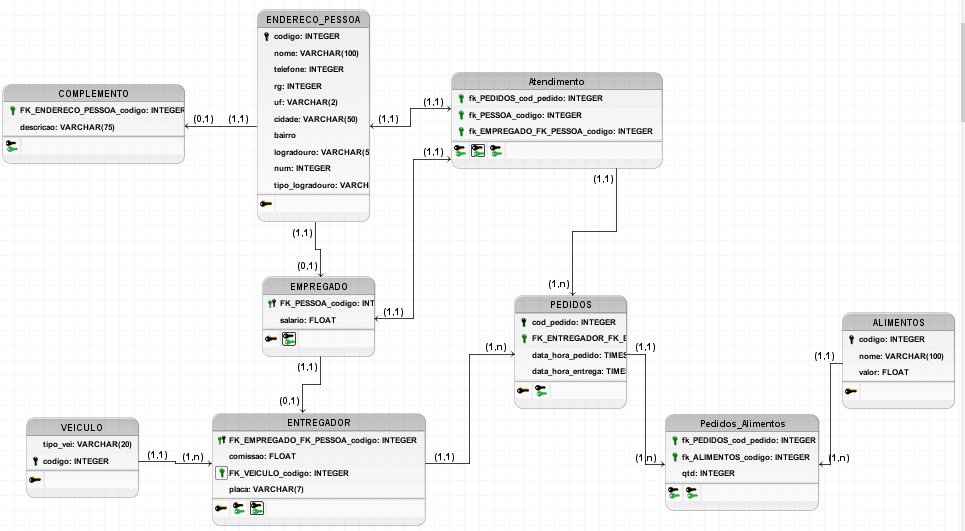 ENDERECO_PESSOA
codigo: INTEGER
nome: VARCHAR(100)
telefone: INTEGER
rg: INTEGER
uf: VARCHAR(2)
cidade: VARCHAR(50)
bairro
logradouro: VARCHAR(5
num: INTEGER
tipo_logradouro: VARCH
COMPLEMENTO
FK_ENDERECO_PESSOA_codigo: INTEGER
descricao: VARCHAR(75)
(0,1)
(1,1)
Atendimento
fk_PEDIDOS_cod_pedido: INTEGER
fk_PESSOA_codigo: INTEGER
fk_EMPREGADO_FK_PESSOA_codigo: INTEGER
(1,1)
(1,1)
(1,1)
(1,1)
(1,1)
(0,1)
EMPREGADO
FK_PESSOA_codigo: INT
salario: FLOAT
(1,1)
(1,1)
(0,1)
(1,n)
PEDIDOS
cod_pedido: INTEGER
FK_ENTREGADOR_FK_E
data_hora_pedido: TIMES
data_hora_entrega: TIMES
(1,n)
(1,1)
ALIMENTOS
codigo: INTEGER
nome: VARCHAR(100)
valor: FLOAT
(1,1)
VEICULO
tipo_vei: VARCHAR(20)
codigo: INTEGER
(1,1)
(1,n)
ENTREGADOR
FK_EMPREGADO_FK_PESSOA_codigo: INTEGER
comissao: FLOAT
FK_VEICULO_codigo: INTEGER
placa: VARCHAR(7)
(1,1)
Pedidos_Alimentos
fk_PEDIDOS_cod_pedido: INTEGER
fk_ALIMENTOS_codigo: INTEGER
qtd: INTEGER
(1,n)
(1,n)